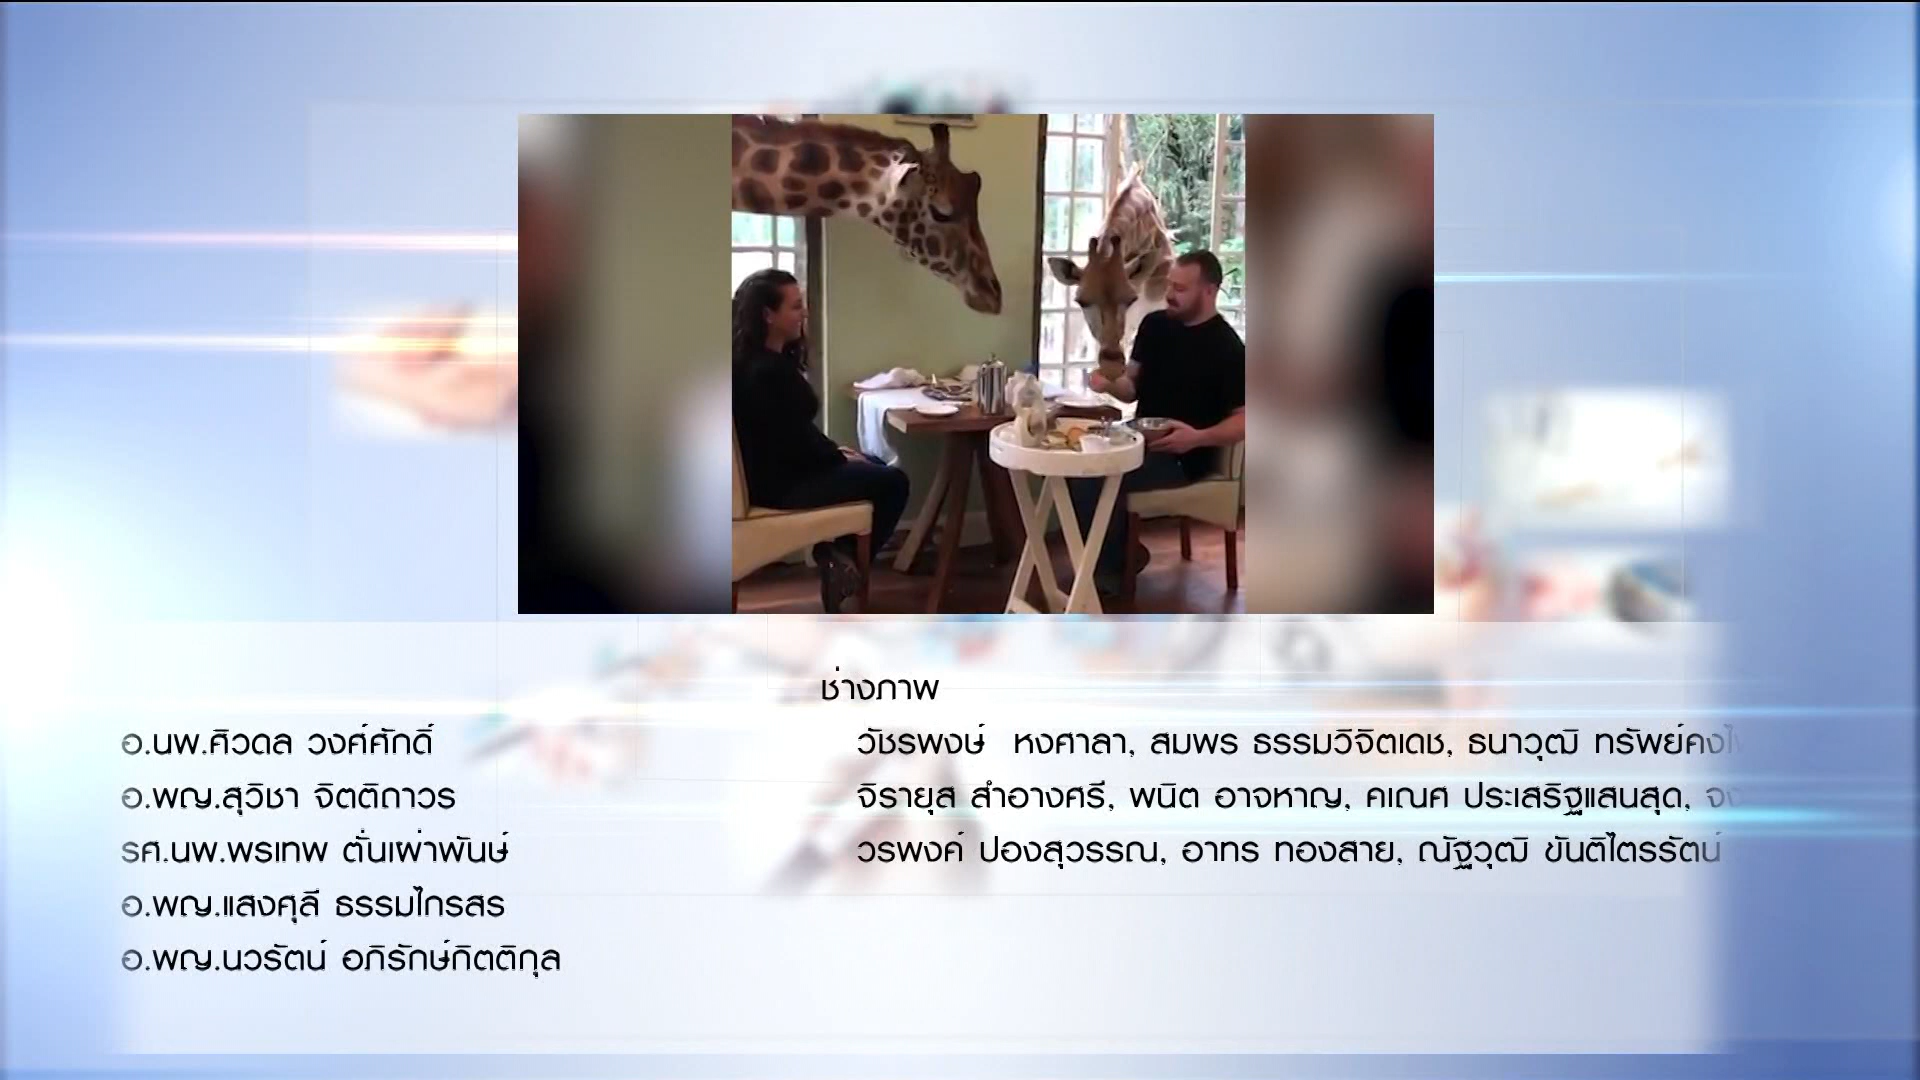 ช่างภาพ
อ.นพ.ศิวดล วงศ์ศักดิ์
วัชรพงษ์ หงศาลา, สมพร ธรรมวิจิตเดช, ธนาวุฒิ
อ.พญ.สุวิชา จิตติถาวร
จิรายุส สำอางศรี, พนิต อาจหาญ, คเณศ ประเสริฐแสนสุด,
รศ.นพ.พรเทพ ตั่นเผ่าพันษ์
วรพงค์ ปองสุวรรณ, อาทร ทองสาย, ณัฐวุฒิ ขันติไตรรัตน์
อ.พญ.แสงศุลี ธรรมไกรสร
อ.พญ.นวรัตน์ อภิรักษ์กิตติกุล